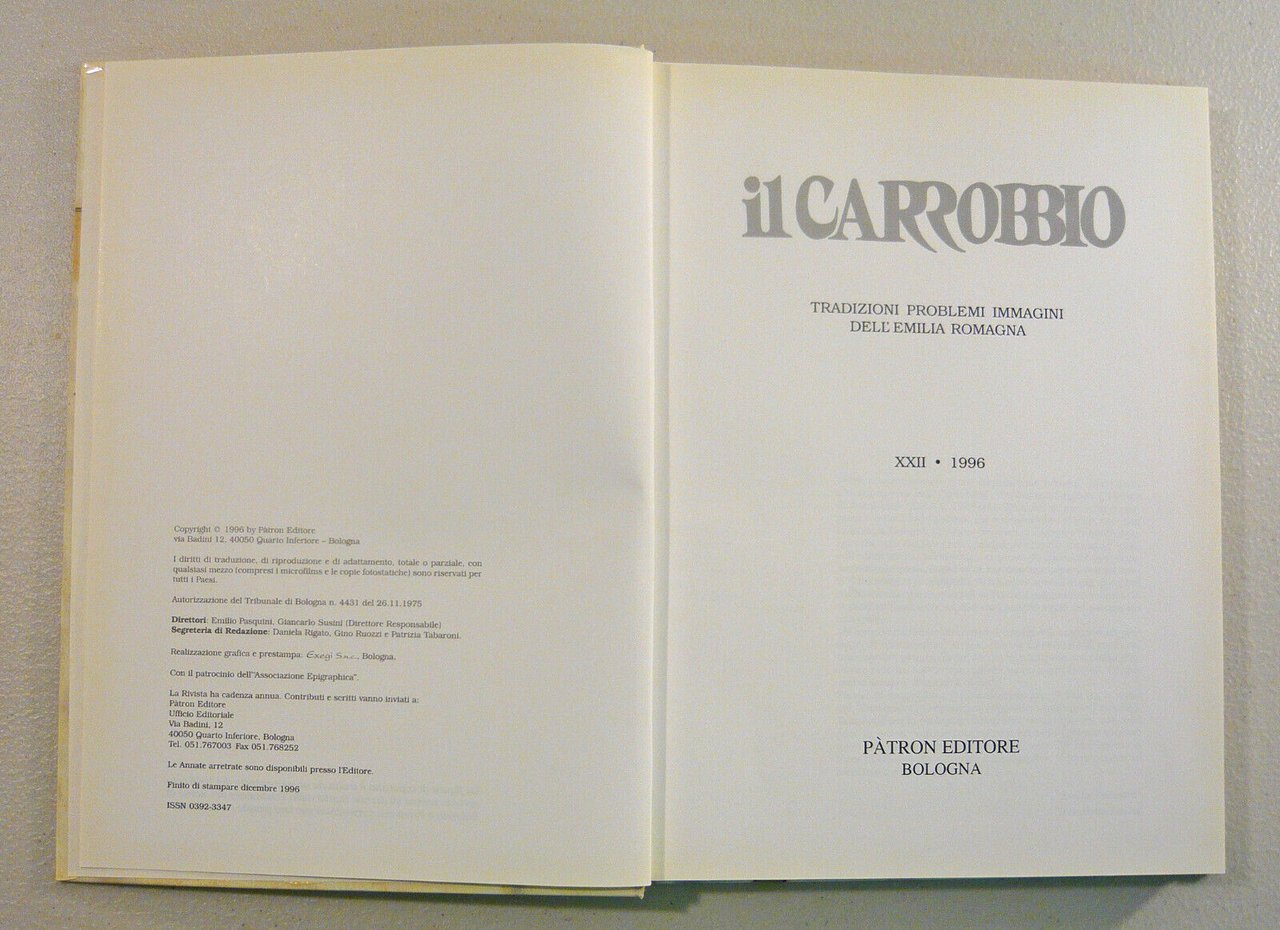 Copyright © 1996 by Pàtron Editore
via Badini 12, 40050 Quarto Inferiore – Bologna
I diritti di traduzione, di riproduzione e di adattamento, totale o parziale, con
qualsiasi mezzo (compresi i microfilms e le copie fotostatiche) sono riservati per
tutti i Paesi.
Autorizzazione del Tribunale di Bologna n. 4431 del 26.11.1975
Direttori: Emilio Pasquini, Giancarlo Susini (Direttore Responsabile)
Segreteria di Redazione: Daniela Rigato, Gino Ruozzi e Patrizia Tabaroni.
Realizzazione grafica e prestampa: Exegi S.n.c., Bologna.
Con il patrocinio dell'"Associazione Epigraphica".
La Rivista ha cadenza annua. Contributi e scritti vanno inviati a:
Pàtron Editore
Ufficio Editoriale
Via Badini, 12
40050 Quarto Inferiore, Bologna
Tel. 051.767003 Fax 051.768252
Le Annate arretrate sono disponibili presso l'Editore.
Finito di stampare dicembre 1996
ISSN 0392-3347
il CARROBBIO
TRADIZIONI PROBLEMI IMMAGINI
DELL'EMILIA ROMAGNA
XXII • 1996
PÀTRON EDITORE
BOLOGNA